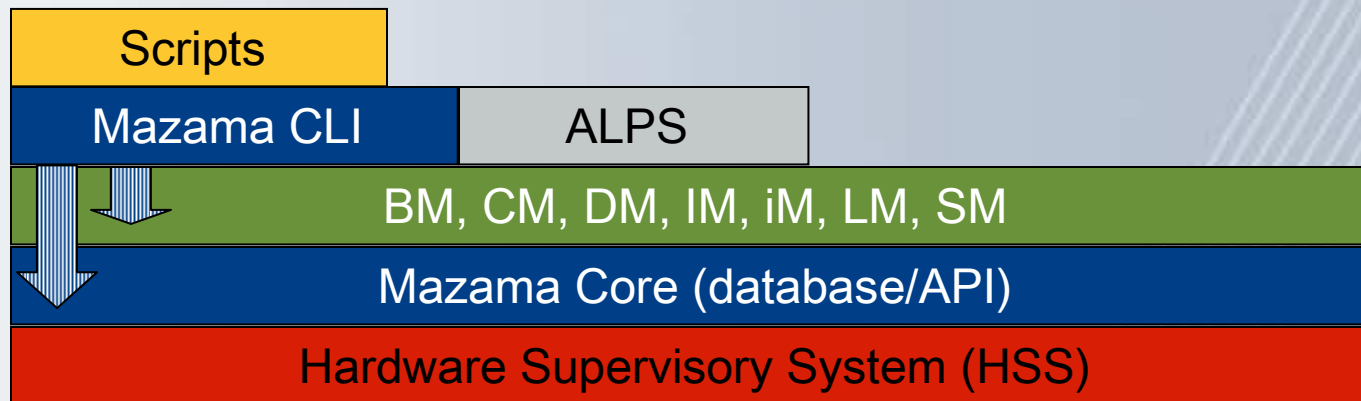 Scripts
Mazama CLI
ALPS
BM, CM, DM, IM, iM, LM, SM
Mazama Core (database/API)
Hardware Supervisory System (HSS)